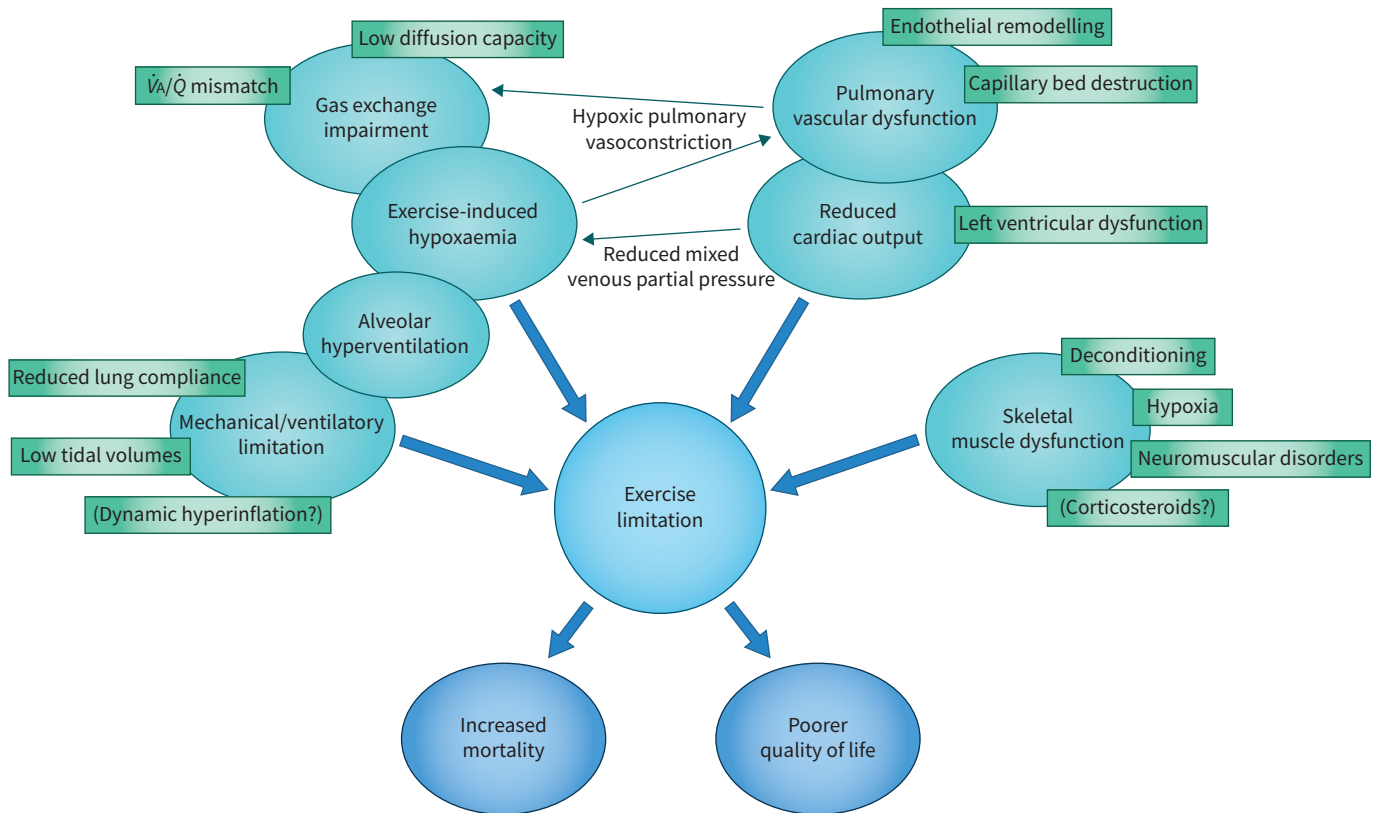 Low diffusion capacity
V̇A/Q̇ mismatch
Gas exchange
impairment
Endothelial remodelling
Capillary bed destruction
Pulmonary
vascular dysfunction
Hypoxic pulmonary
vasoconstriction
Exercise-induced
hypoxaemia
Reduced
cardiac output
Left ventricular dysfunction
Reduced mixed
venous partial pressure
Alveolar
hyperventilation
Reduced lung compliance
Mechanical/ventilatory
limitation
Low tidal volumes
(Dynamic hyperinflation?)
Deconditioning
Hypoxia
Skeletal
muscle dysfunction
Neuromuscular disorders
(Corticosteroids?)
Exercise
limitation
Increased
mortality
Poorer
quality of life